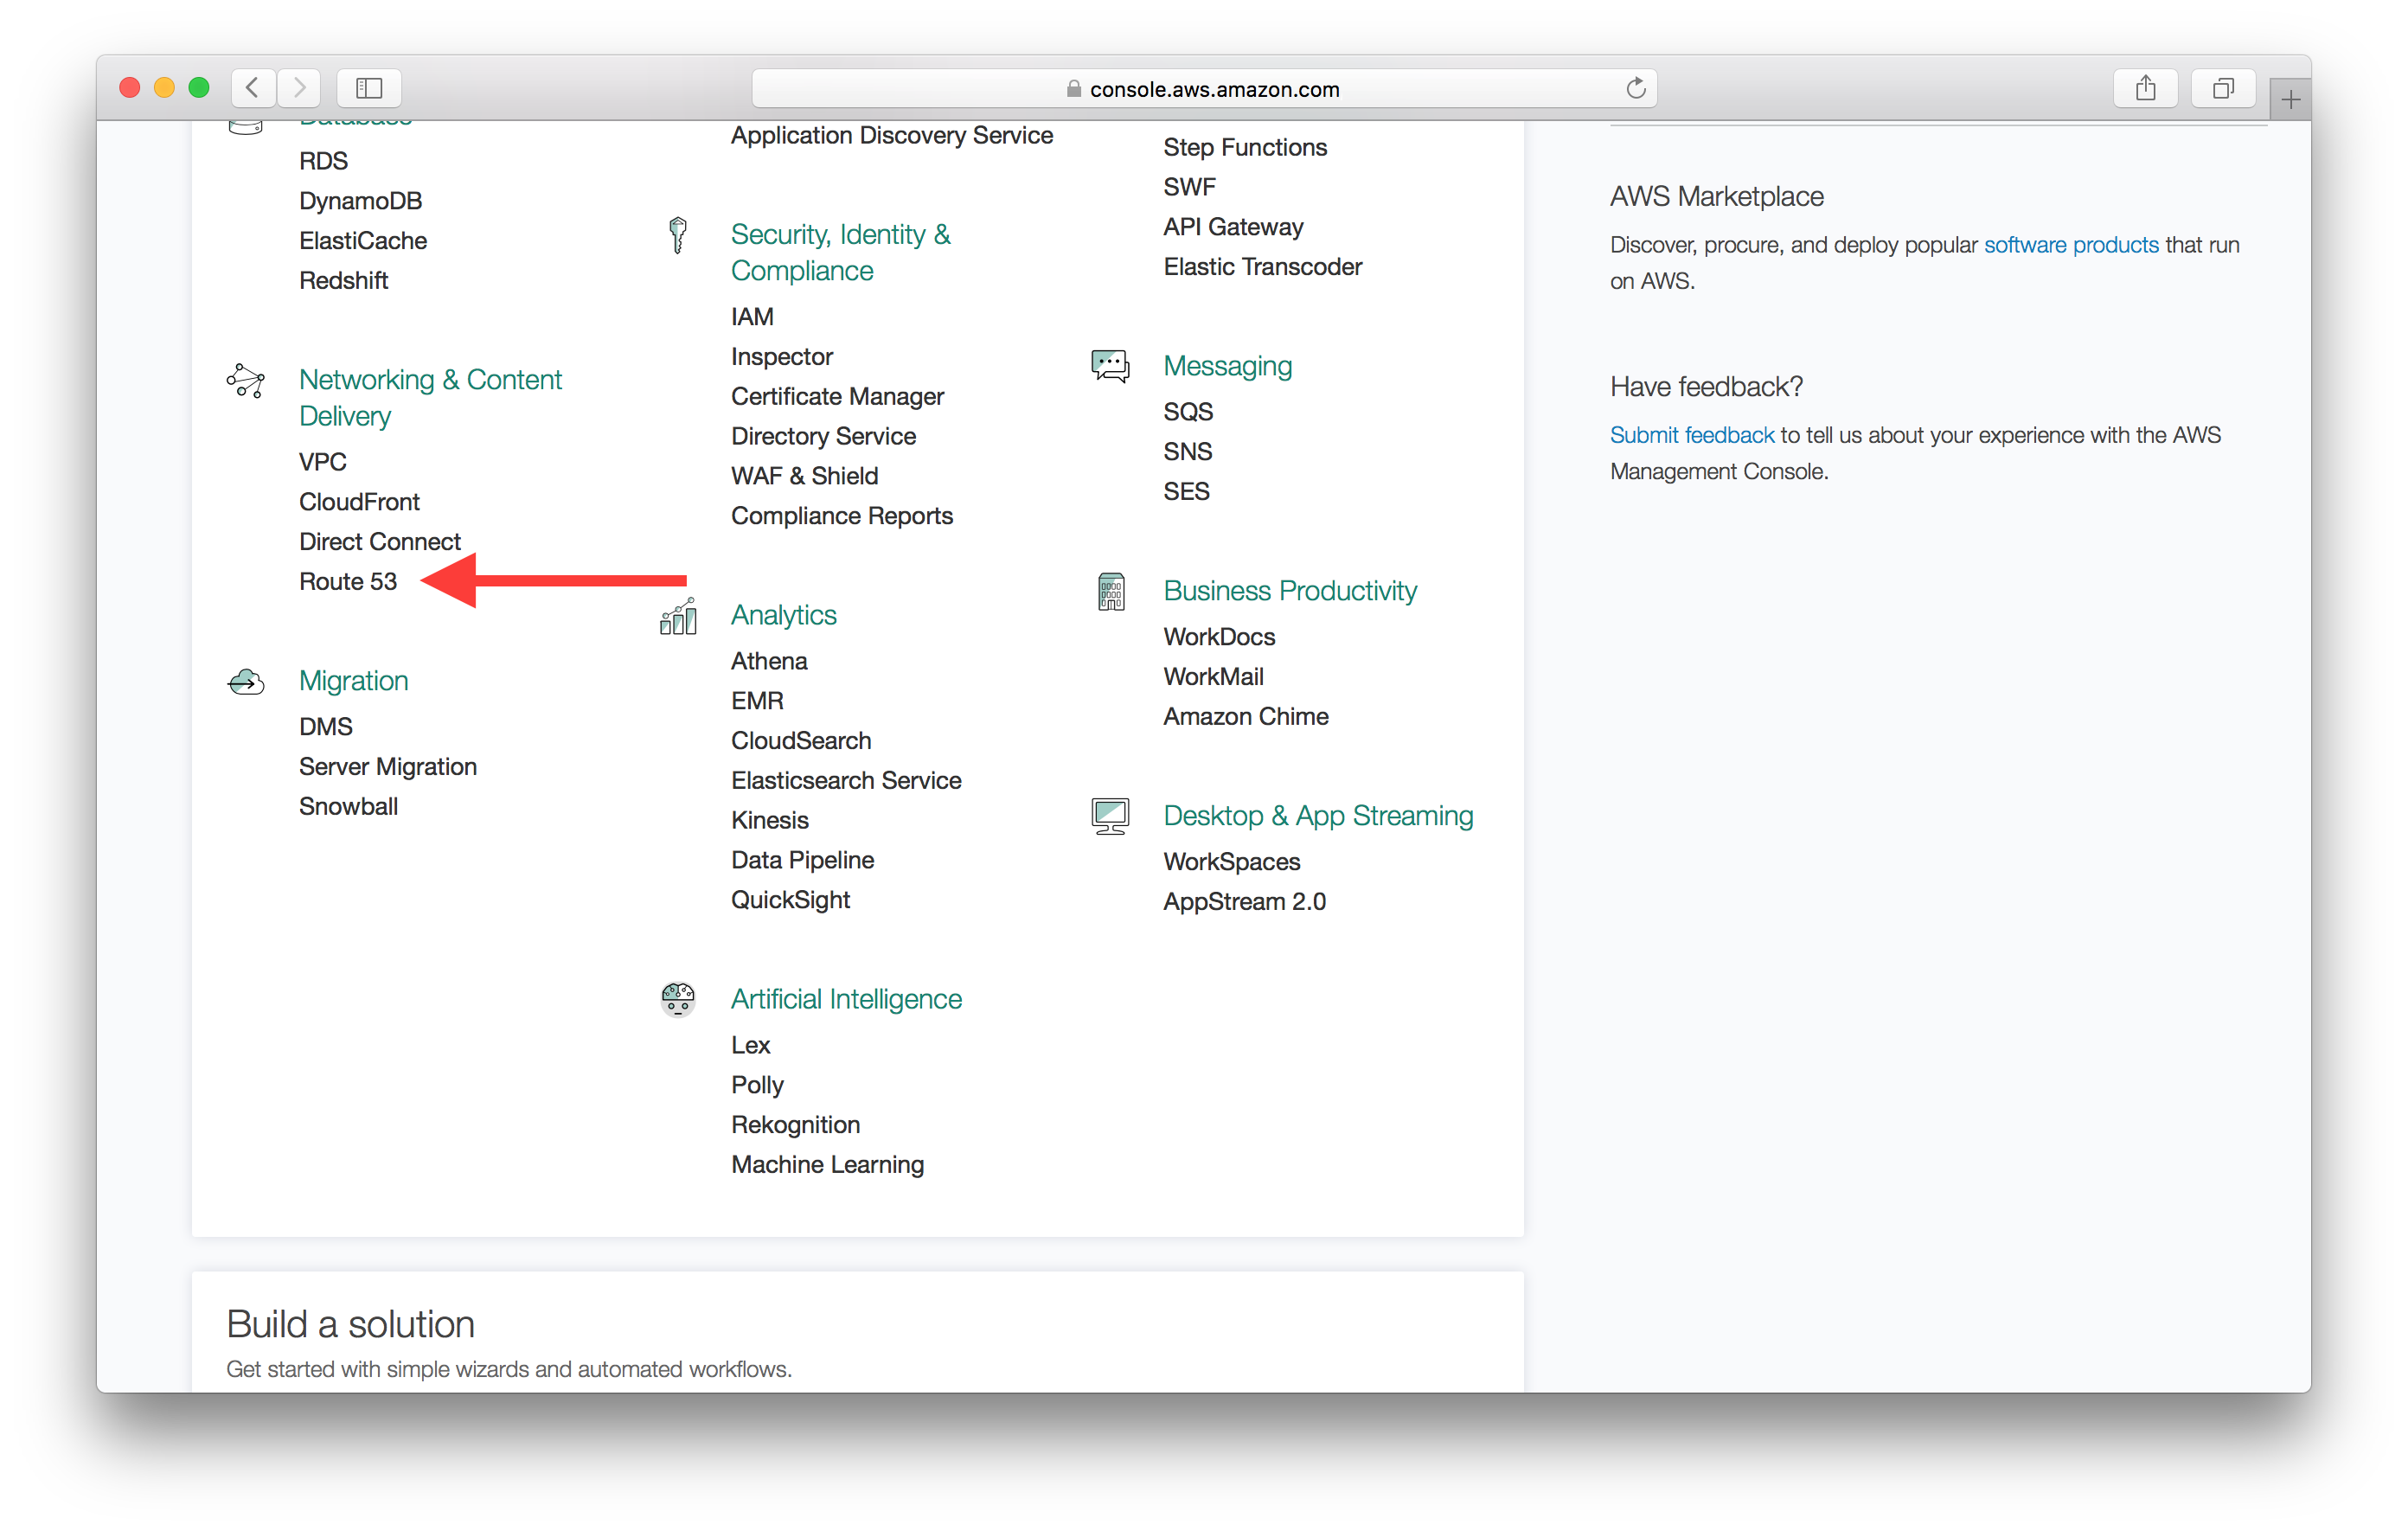 console.aws.amazon.com
Database
RDS
DynamoDB
ElastiCache
Redshift
Networking & Content
Delivery
VPC
CloudFront
Direct Connect
Route 53
Migration
DMS
Server Migration
Snowball
Application Discovery Service
Security, Identity &
Compliance
IAM
Inspector
Certificate Manager
Directory Service
WAF & Shield
Compliance Reports
Analytics
Athena
EMR
CloudSearch
Elasticsearch Service
Kinesis
Data Pipeline
QuickSight
Artificial Intelligence
Lex
Polly
Rekognition
Machine Learning
Step Functions
SWF
API Gateway
Elastic Transcoder
Messaging
SQS
SNS
SES
Business Productivity
WorkDocs
WorkMail
Amazon Chime
Desktop & App Streaming
WorkSpaces
AppStream 2.0
AWS Marketplace
Discover, procure, and deploy popular software products that run
on AWS.
Have feedback?
Submit feedback to tell us about your experience with the AWS
Management Console.
Build a solution
Get started with simple wizards and automated workflows.